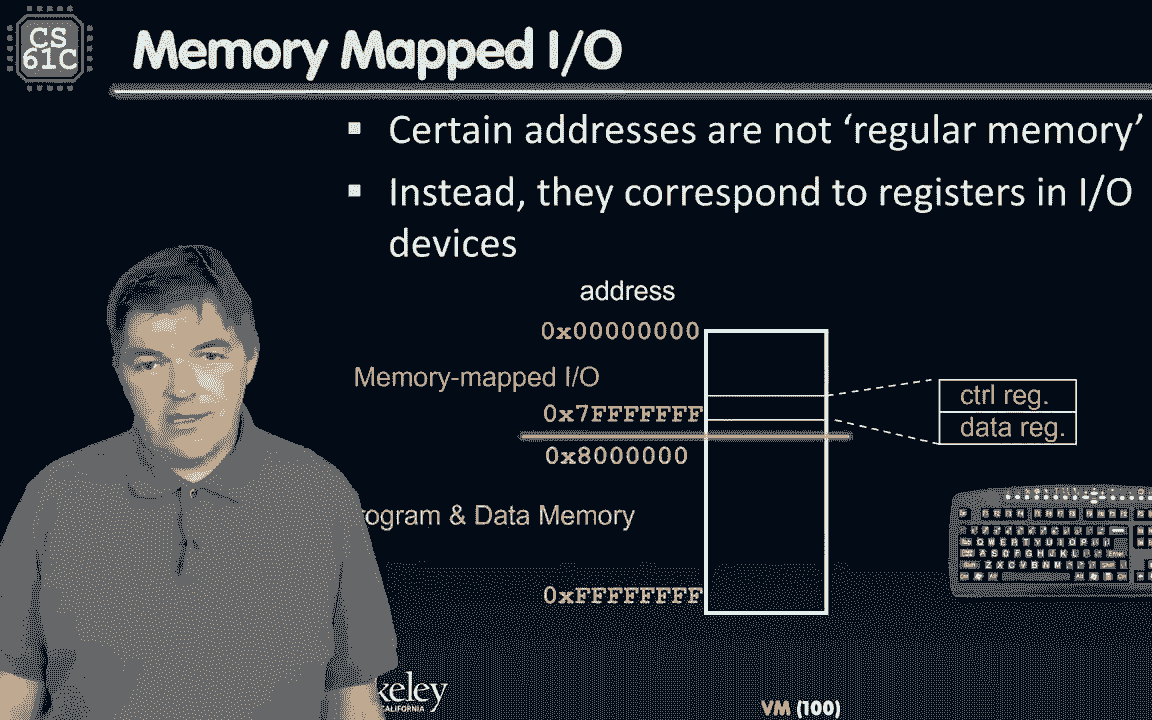 CS
61C
Memory Mapped I/O
▪ Certain addresses are not ‘regular memory’
▪ Instead, they correspond to registers in I/O
devices
address
0x00000000
Memory-mapped I/O
0x7FFFFFFF
0x8000000
ctrl reg.
data reg.
rogram & Data Memory
0xFFFFFFFF
keley
CALIFORNIA
VM (100)